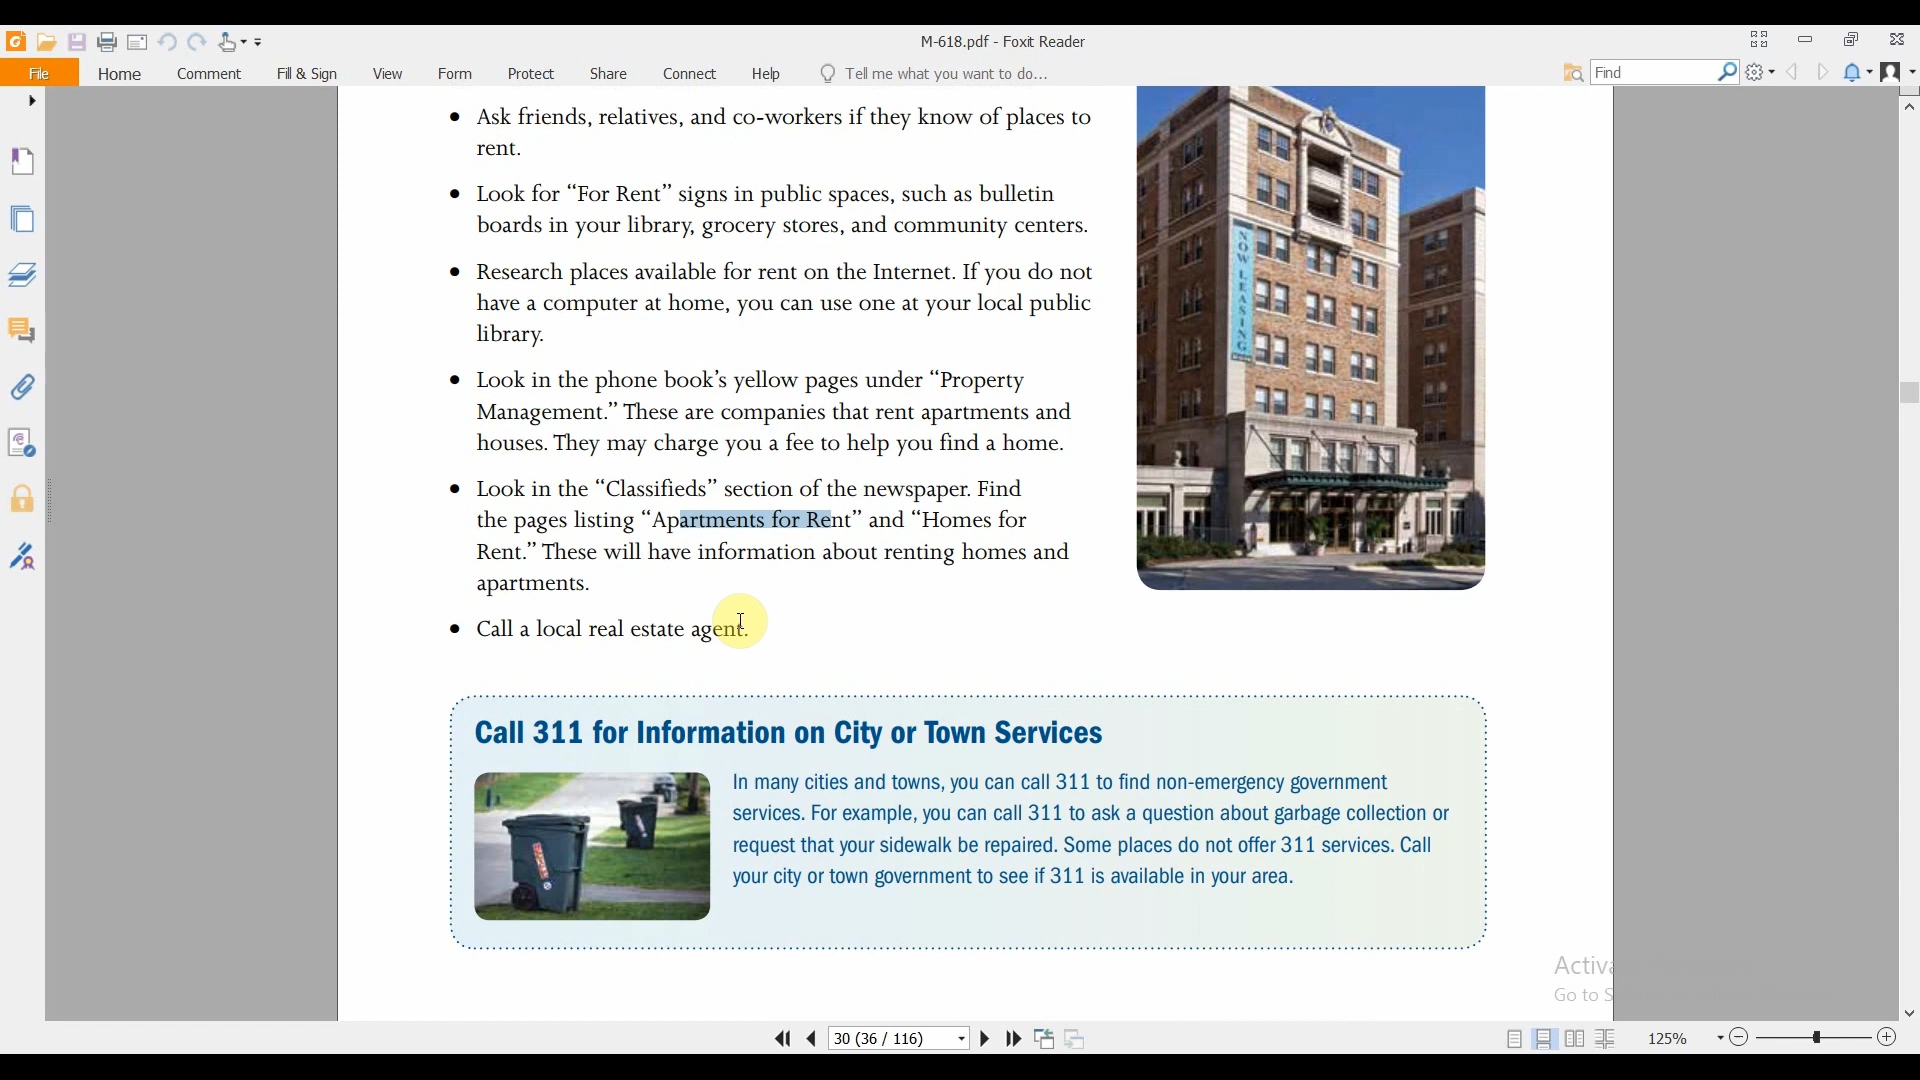 M-618.pdf - Foxit Reader
File Home Comment Fill & Sign View Form Protect Share Connect Help Tell me what you want to do... Find
• Ask friends, relatives, and co-workers if they know of places to
rent.
• Look for “For Rent” signs in public spaces, such as bulletin
boards in your library, grocery stores, and community centers.
• Research places available for rent on the Internet. If you do not
have a computer at home, you can use one at your local public
library.
• Look in the phone book’s yellow pages under “Property
Management.” These are companies that rent apartments and
houses. They may charge you a fee to help you find a home.
• Look in the “Classifieds” section of the newspaper. Find
the pages listing “Apartments for Rent” and “Homes for
Rent.” These will have information about renting homes and
apartments.
• Call a local real estate agent.
NOW LEASING
Call 311 for Information on City or Town Services
In many cities and towns, you can call 311 to find non-emergency government
services. For example, you can call 311 to ask a question about garbage collection or
request that your sidewalk be repaired. Some places do not offer 311 services. Call
your city or town government to see if 311 is available in your area.
Activa
Go to S
30 (36 / 116) 125%